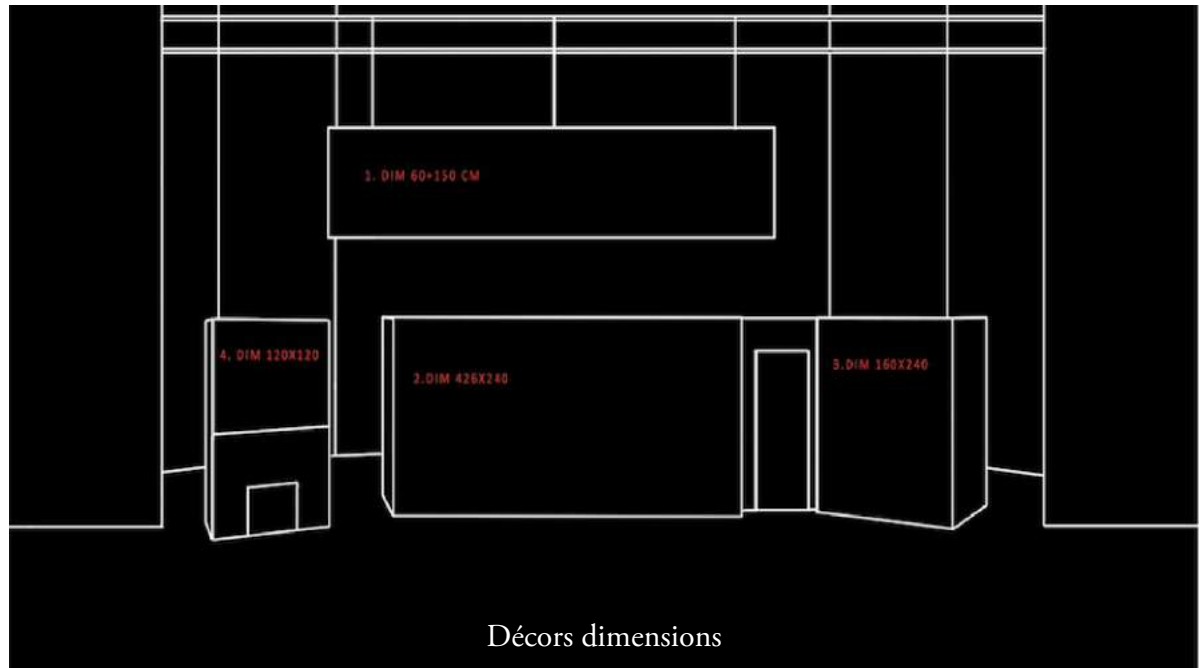 1. DIM 60+150 CM
4. DIM 120X120
2.DIM 426X240
3.DIM 160X240
Décors dimensions